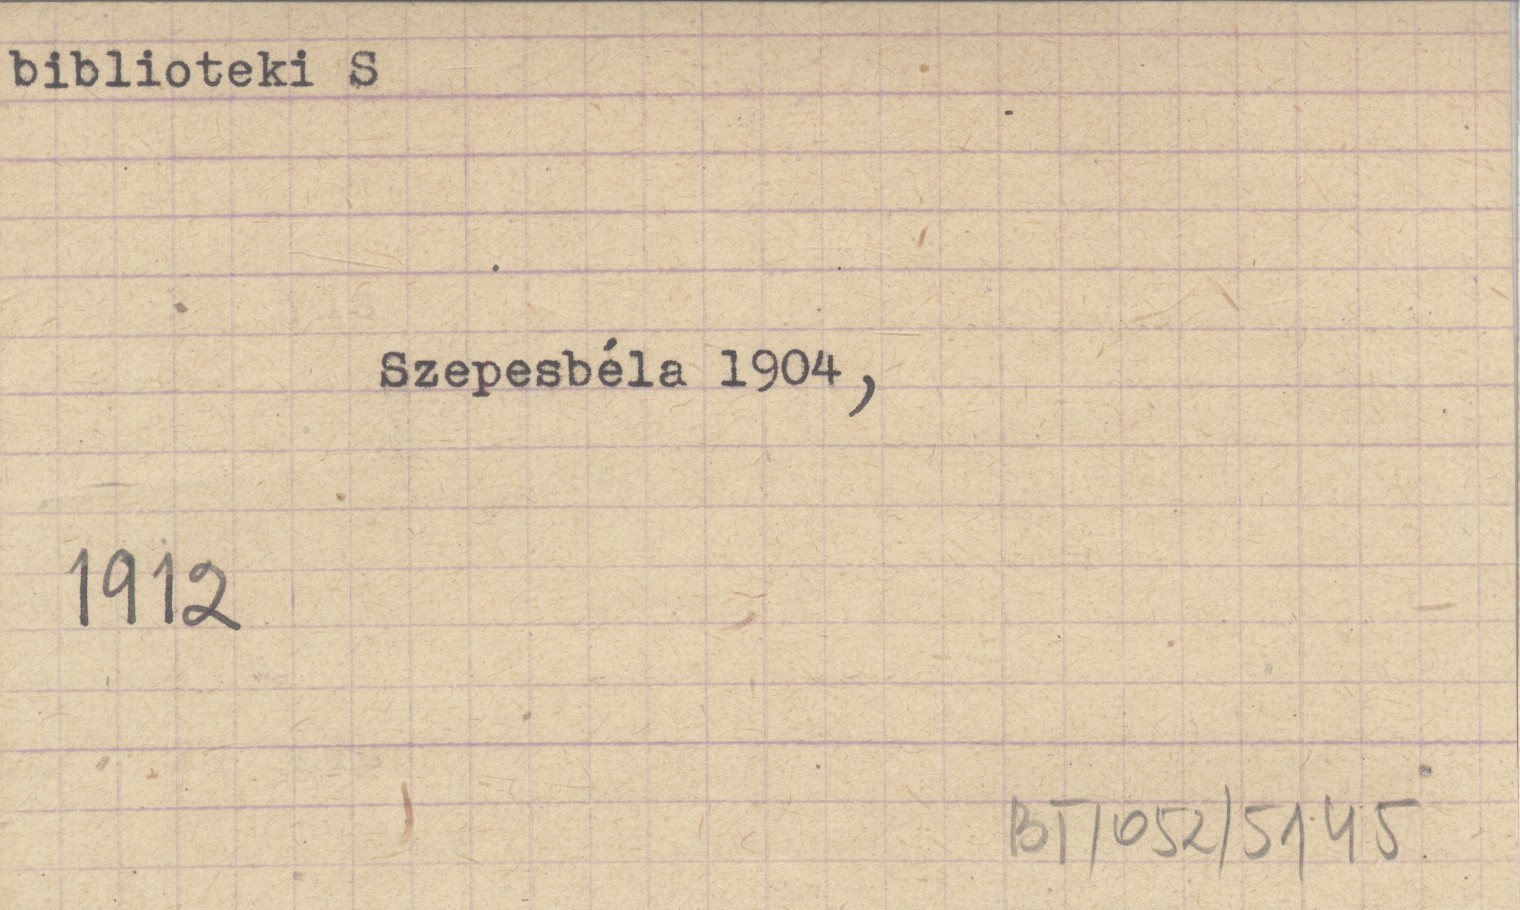 biblioteki S
Szepesbéla 1904,
1912
BT/052/5145